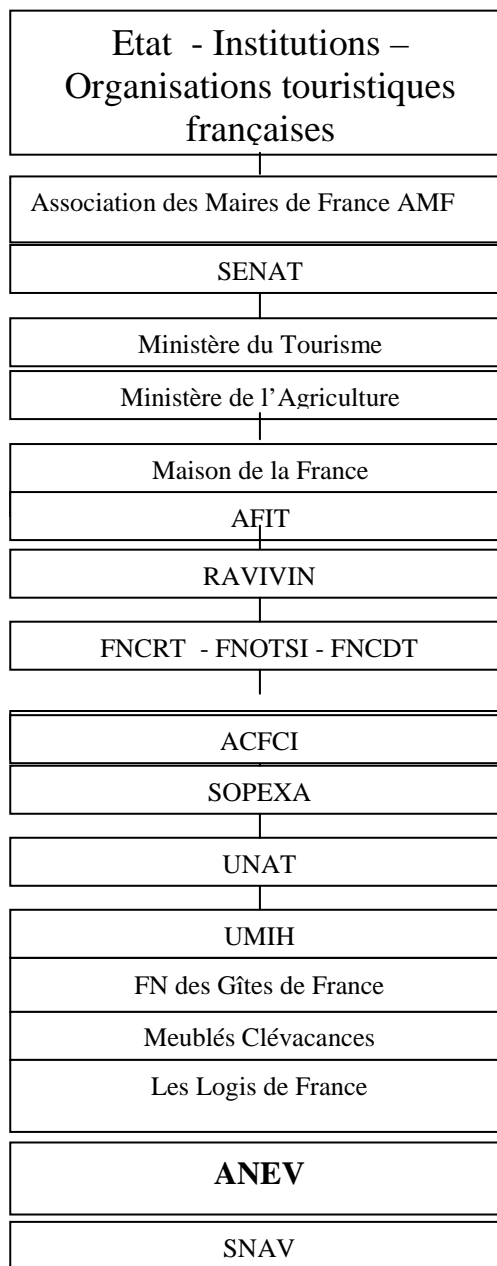 Etat - Institutions –
Organisations touristiques
françaises
Association des Maires de France AMF
SENAT
Ministère du Tourisme
Ministère de l’Agriculture
Maison de la France
AFIT
RAVIVIN
FNCRT - FNOTSI - FNCDT
ACFCI
SOPEXA
UNAT
UMIH
FN des Gîtes de France
Meublés Clévacances
Les Logis de France
ANEV
SNAV